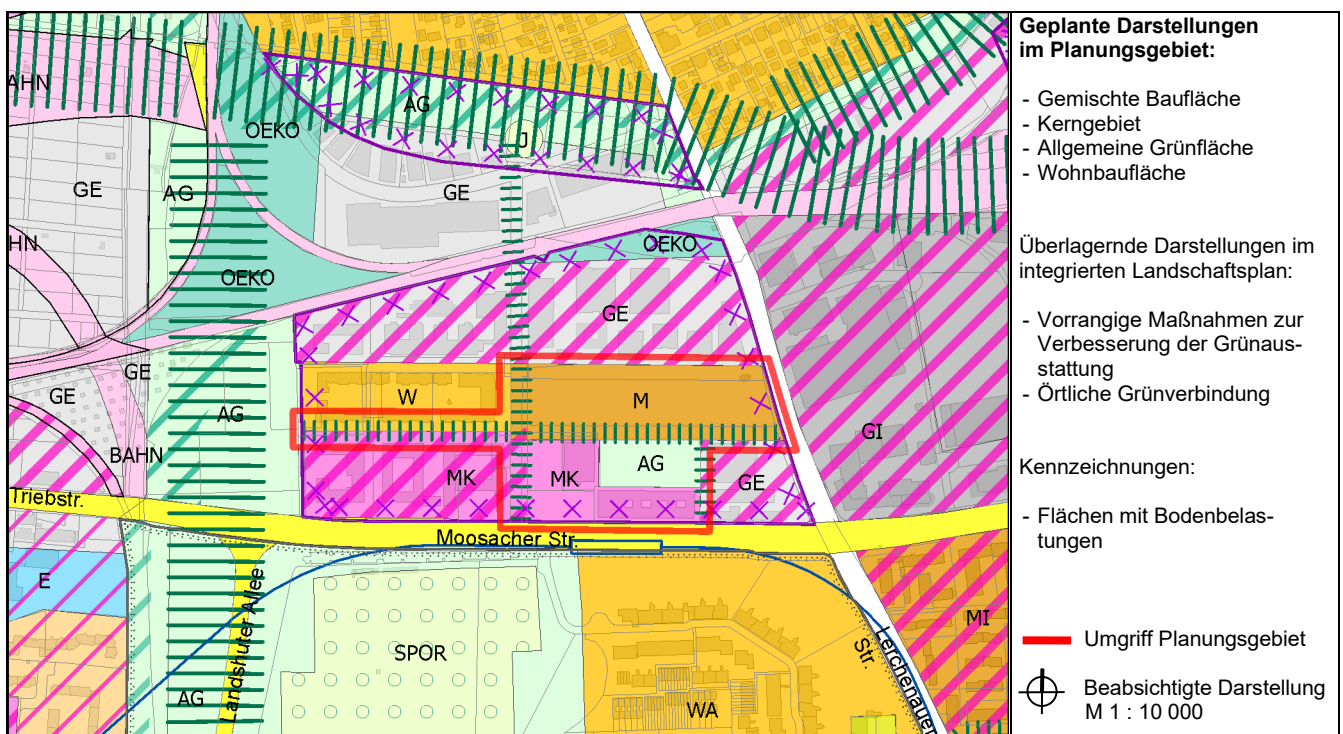 AHN
OEKO
AG
J
GE
AG
GE
HN
OEKO
OEKO
GE
GE
GE
W
M
AG
GI
BAHN
MK
MK
AG
GE
Triebstr.
Moosacher Str.
E
Landshuter Allee
SPOR
AG
WA
MI
Lerchenauer
Str.
Geplante Darstellungen
im Planungsgebiet:
- Gemischte Baufläche
- Kerngebiet
- Allgemeine Grünfläche
- Wohnbaufläche
Überlagernde Darstellungen im
integrierten Landschaftsplan:
- Vorrangige Maßnahmen zur
Verbesserung der Grünaus-
stattung
- Örtliche Grünverbindung
Kennzeichnungen:
- Flächen mit Bodenbelas-
tungen
Umgriff Planungsgebiet
Beabsichtigte Darstellung
M 1 : 10 000